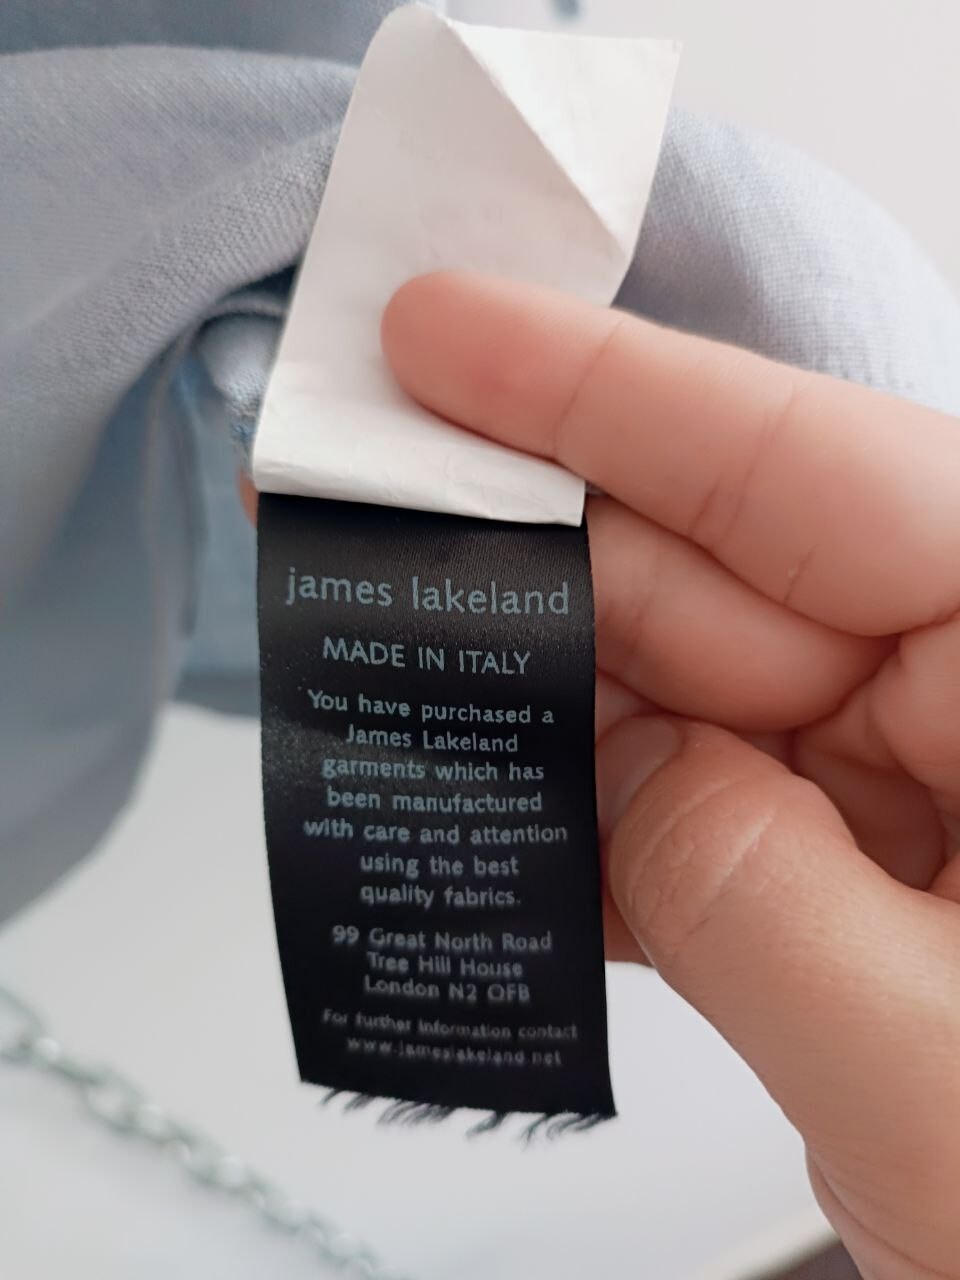 james lakeland
MADE IN ITALY
You have purchased a
James Lakeland
garments which has
been manufactured
with care and attention
using the best
quality fabrics.
99 Great North Road
Tree Hill House
London N2 OFB
For further information contact
www.jameslakeland.net